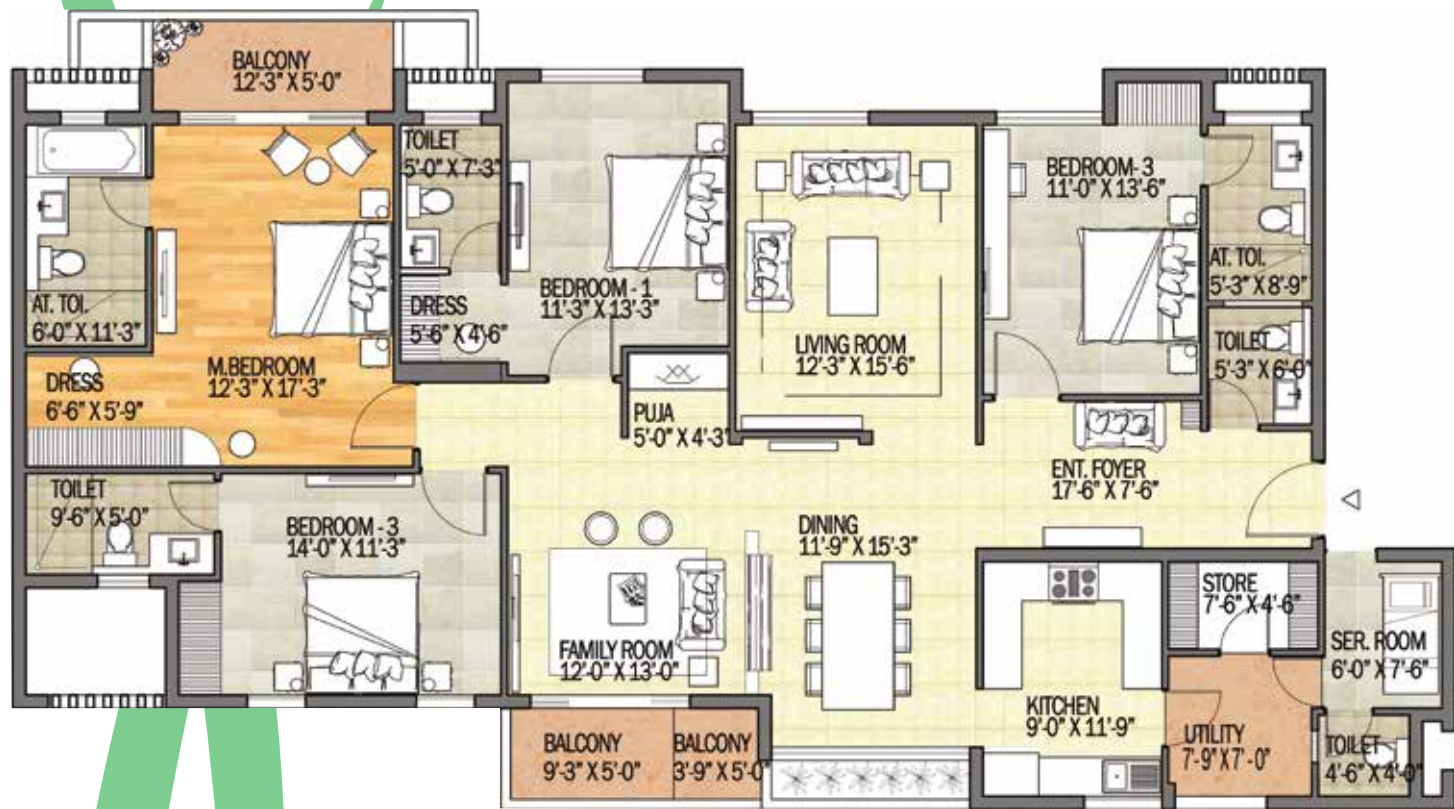 BALCONY
12'-3" X 5'-0"
TOILET
5'-0" X 7'-3"
BEDROOM - 1
11'-3" X 13'-3"
BEDROOM- 3
11'-0" X 13'-6"
AT. TOI.
5'-3" X 8'-9"
AT. TOI.
6'-0" X 11'-3"
DRESS
5'-6" X 4'-6"
LIVING ROOM
12'-3" X 15'-6"
TOILET
5'-3" X 6'-0"
M.BEDROOM
12'-3" X 17'-3"
DRESS
6'-6" X 5'-9"
PUJA
5'-0" X 4'-3"
ENT. FOYER
17'-6" X 7'-6"
TOILET
9'-6" X 5'-0"
BEDROOM - 3
14'-0" X 11'-3"
DINING
11'-9" X 15'-3"
STORE
7'-6" X 4'-6"
FAMILY ROOM
12'-0" X 13'-0"
SER. ROOM
6'-0" X 7'-6"
KITCHEN
9'-0" X 11'-9"
BALCONY
9'-3" X 5'-0"
BALCONY
3'-9" X 5'-0
UTILITY
7'-9" X 7'-0"
TOILET
4'-6" X 4'-0"